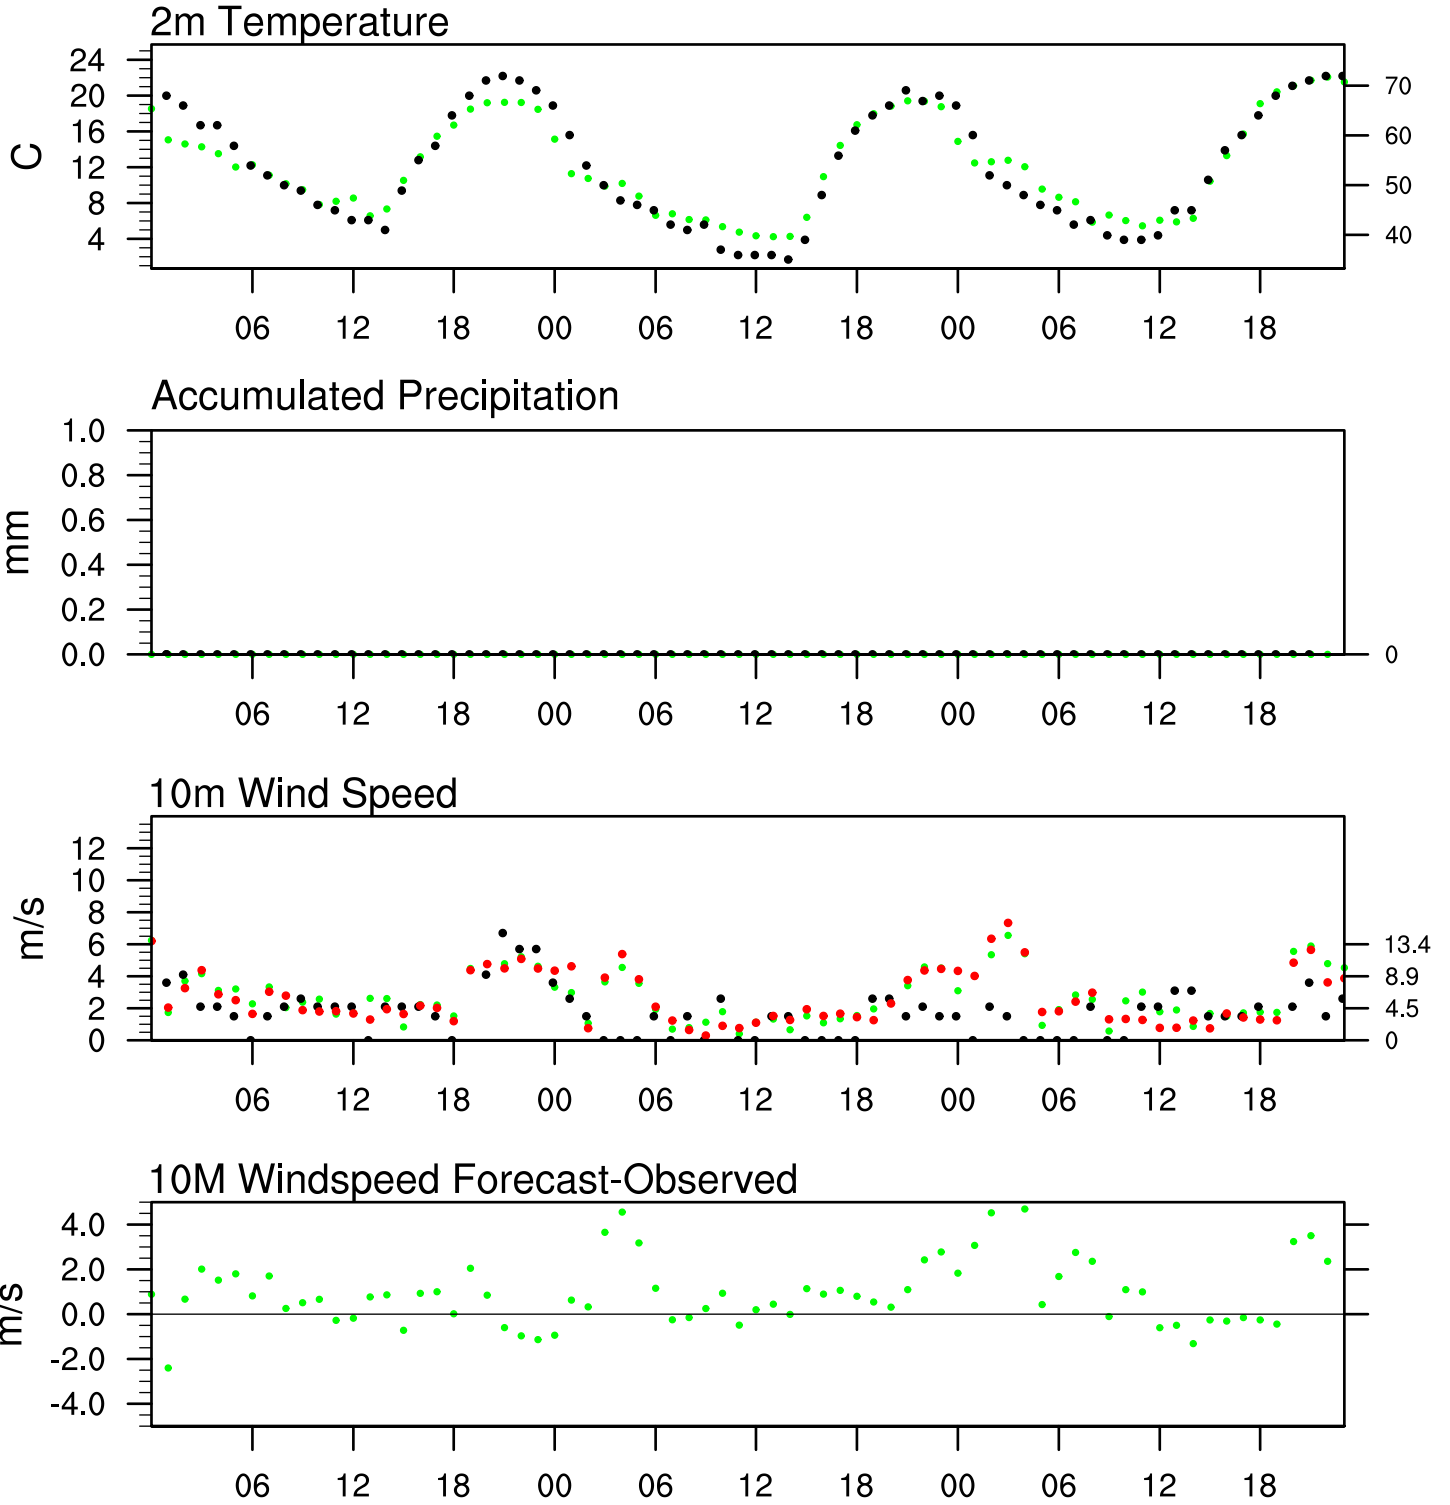 2m Temperature
24
20
16
12
8
4
C
70
60
50
40
06 12 18 00 06 12 18 00 06 12 18
Accumulated Precipitation
1.0
0.8
0.6
0.4
0.2
0.0
mm
0
06 12 18 00 06 12 18 00 06 12 18
10m Wind Speed
12
10
8
6
4
2
0
m/s
13.4
8.9
4.5
0
06 12 18 00 06 12 18 00 06 12 18
10M Windspeed Forecast-Observed
4.0
2.0
0.0
-2.0
-4.0
m/s
06 12 18 00 06 12 18 00 06 12 18